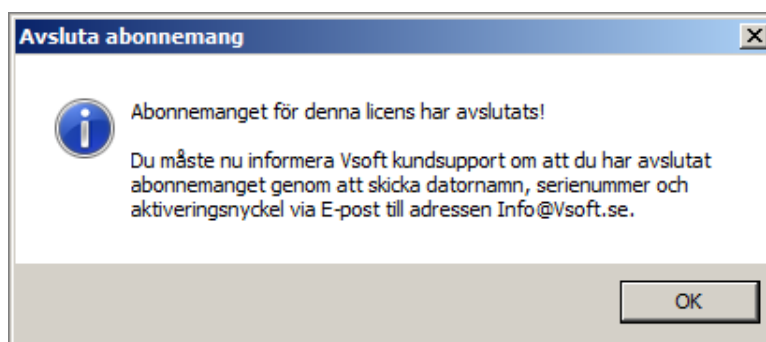 Avsluta abonnemang
Abonnemanget för denna licens har avslutats!
Du måste nu informera Vsoft kundsupport om att du har avslutat
abonnemanget genom att skicka datornamn, serienummer och
aktiveringsnyckel via E-post till adressen Info@Vsoft.se.
OK